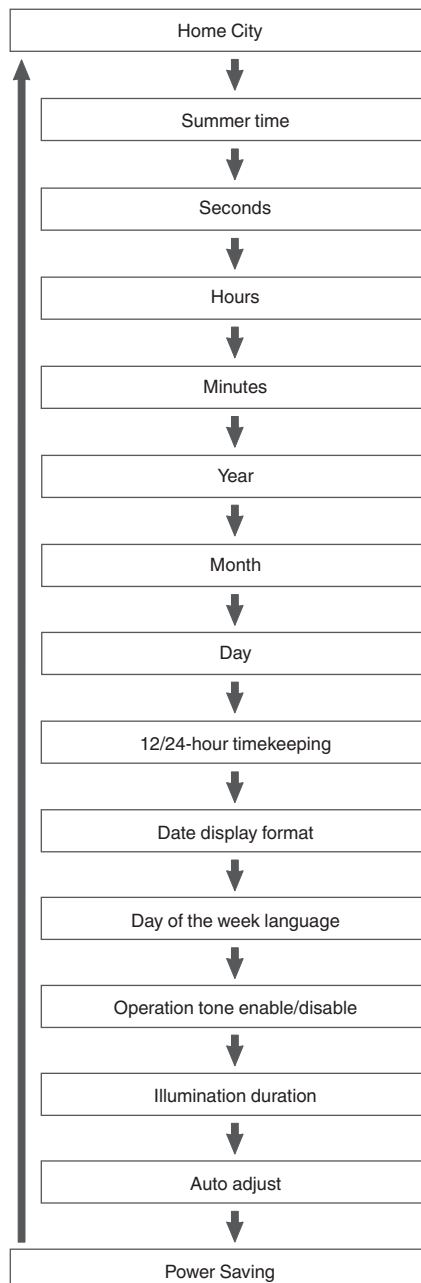 Home City
Summer time
Seconds
Hours
Minutes
Year
Month
Day
12/24-hour timekeeping
Date display format
Day of the week language
Operation tone enable/disable
Illumination duration
Auto adjust
Power Saving